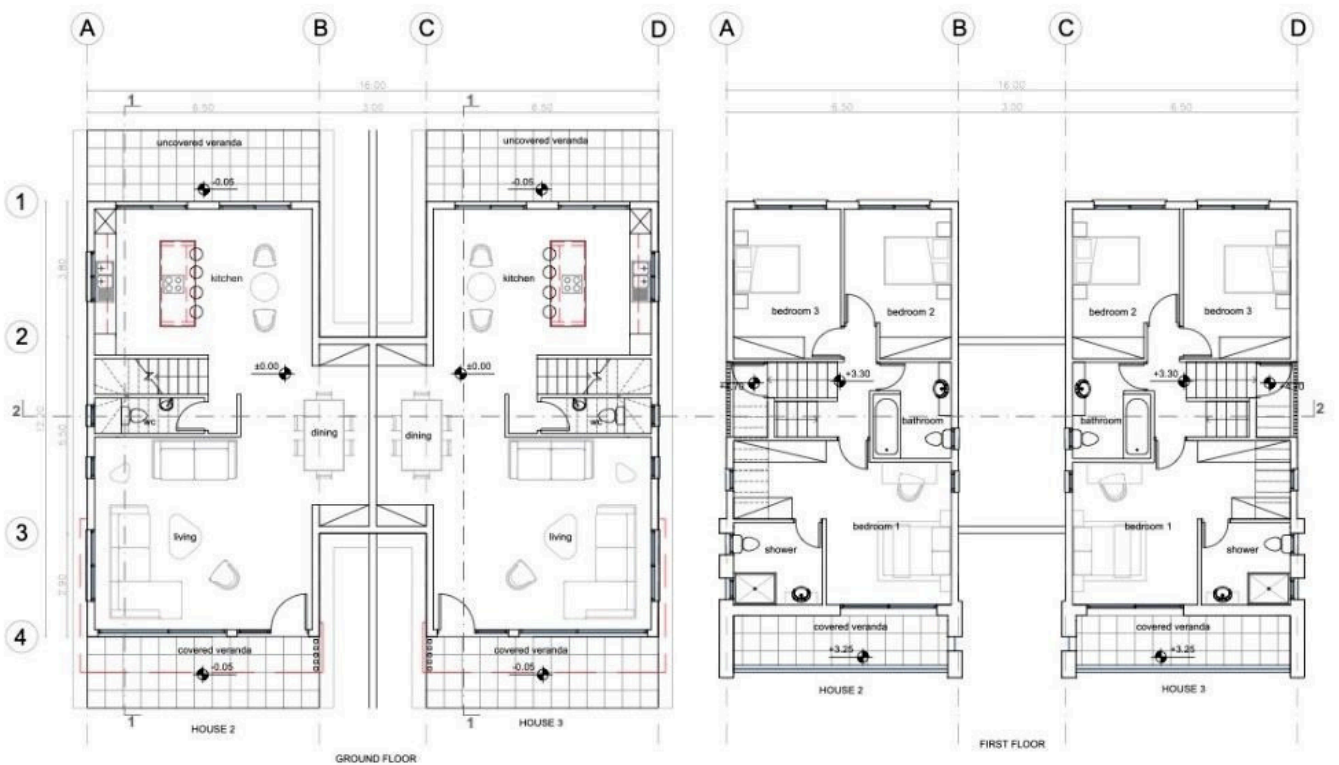 A B C D
A B C D
16.00
16.00
6.50 3.00 6.50
6.50 3.00 6.50
1 1
uncovered veranda
uncovered veranda
-0.05
-0.05
1
3.80
kitchen
kitchen
bedroom 3
bedroom 2
bedroom 2
bedroom 3
2
±0.00
±0.00
+3.30
+3.30
2
wc
wc
2
dining
dining
bathroom
bathroom
5.50
3
living
living
bedroom 1
bedroom 1
shower
shower
2.90
4
covered veranda
covered veranda
-0.05
-0.05
covered veranda
covered veranda
+3.25
+3.25
1 1
HOUSE 2
HOUSE 3
HOUSE 2
HOUSE 3
GROUND FLOOR
FIRST FLOOR